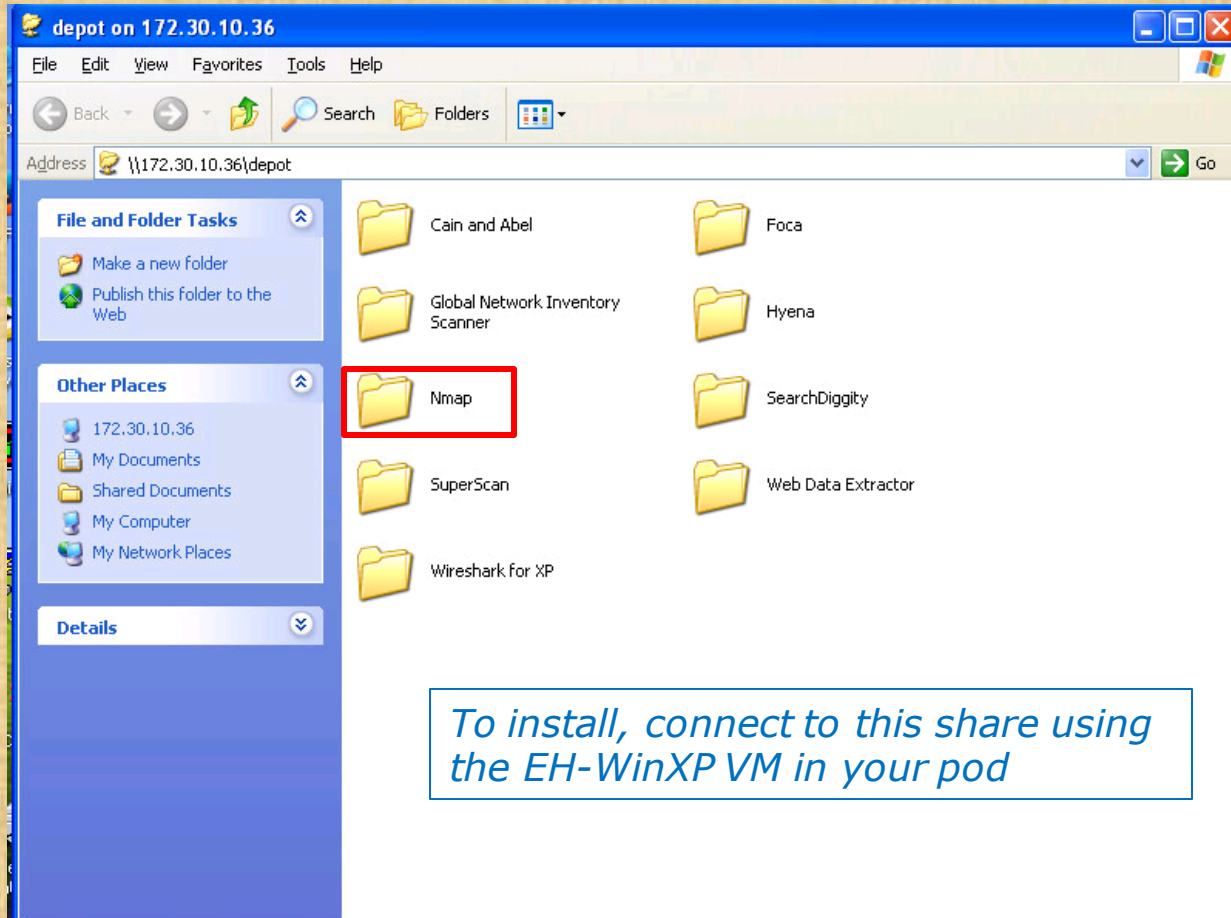 depot on 172.30.10.36
File Edit View Favorites Tools Help
Back Search Folders
Address \\172.30.10.36\depot Go
File and Folder Tasks
Make a new folder
Publish this folder to the
Web
Other Places
172.30.10.36
My Documents
Shared Documents
My Computer
My Network Places
Details
Cain and Abel
Foca
Global Network Inventory
Scanner
Hyena
Nmap
SearchDiggity
SuperScan
Web Data Extractor
Wireshark for XP
To install, connect to this share using
the EH-WinXP VM in your pod